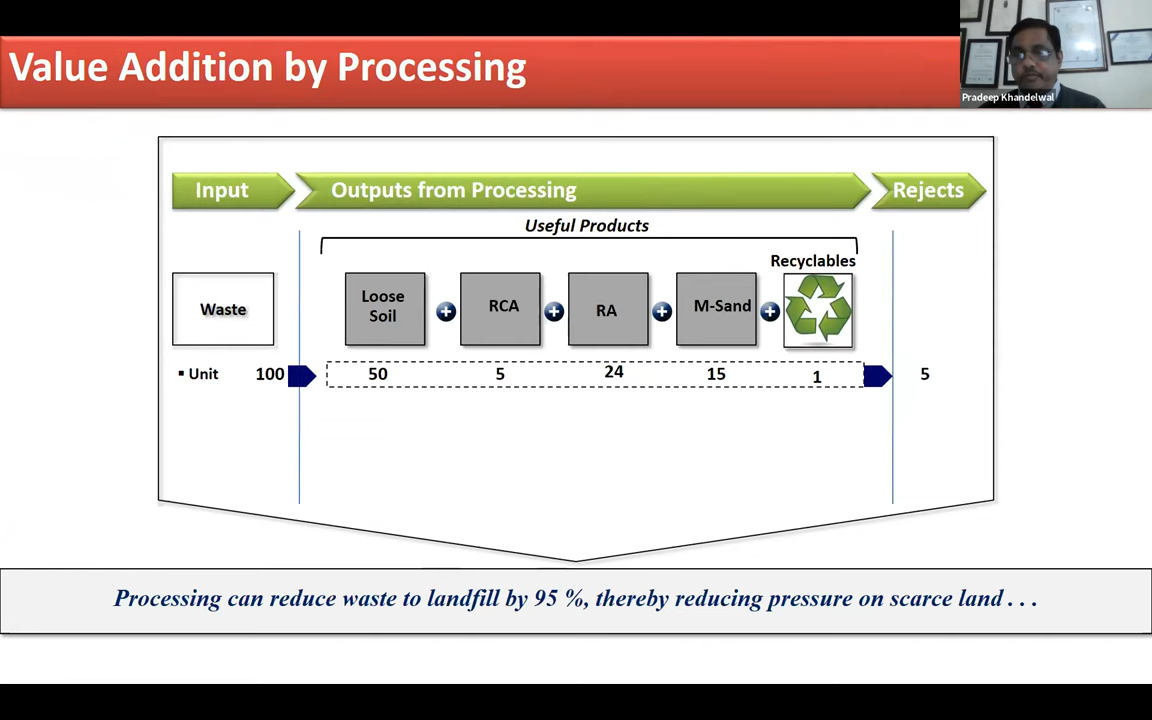 Value Addition by Processing
Pradeep Khandelwal
Input
Outputs from Processing
Rejects
Useful Products
Recyclables
Waste
Loose
Soil
RCA
RA
M-Sand
▪ Unit 100 50 5 24 15 1 5
Processing can reduce waste to landfill by 95 %, thereby reducing pressure on scarce land . . .